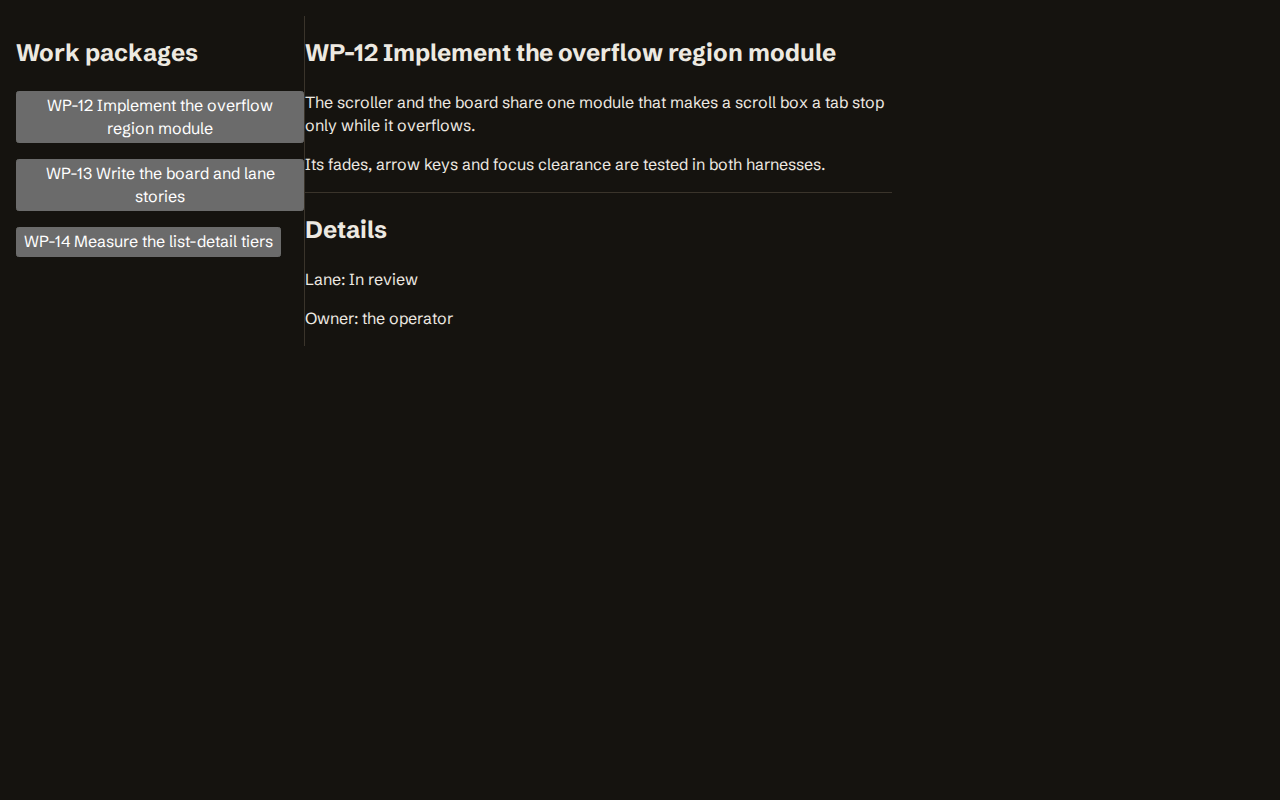 Work packages
WP-12 Implement the overflow
region module
WP-13 Write the board and lane
stories
WP-14 Measure the list-detail tiers
WP-12 Implement the overflow region module
The scroller and the board share one module that makes a scroll box a tab stop
only while it overflows.
Its fades, arrow keys and focus clearance are tested in both harnesses.
Details
Lane: In review
Owner: the operator